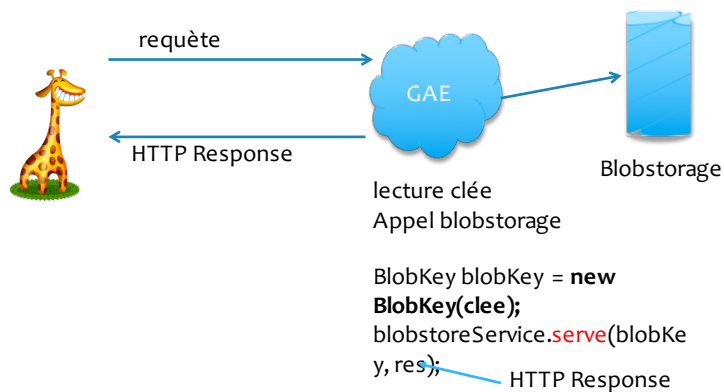 requète
GAE
HTTP Response
Blobstorage
lecture clée
Appel blobstorage
BlobKey blobKey = new
BlobKey(clee);
blobstoreService.serve(blobKe
y, res);
HTTP Response